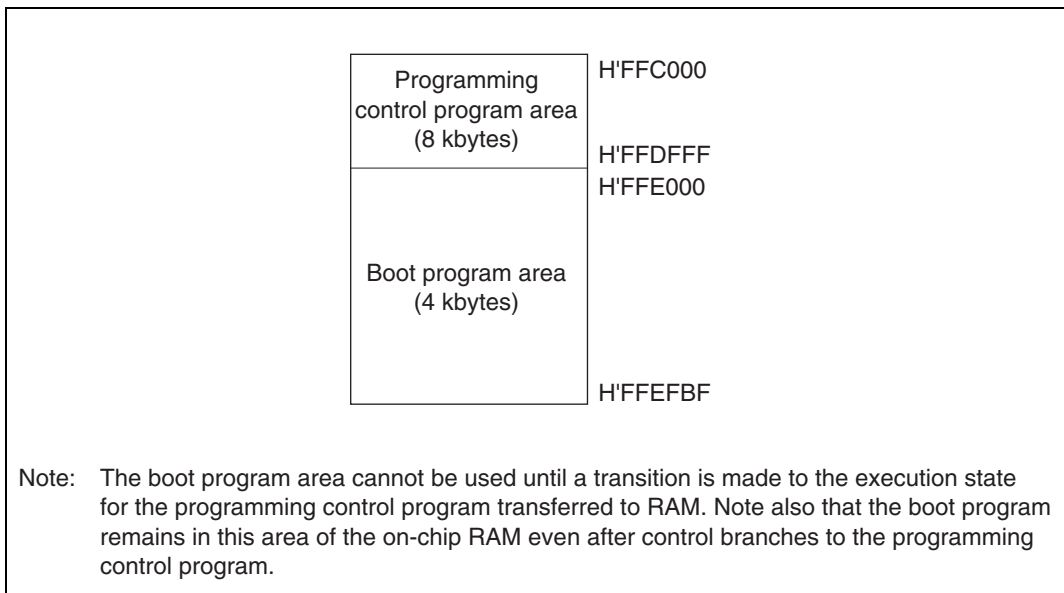 Programming
control program area
(8 kbytes)
H'FFC000
H'FFDFFF
H'FFE000
Boot program area
(4 kbytes)
H'FFEFBF
Note: The boot program area cannot be used until a transition is made to the execution state
for the programming control program transferred to RAM. Note also that the boot program
remains in this area of the on-chip RAM even after control branches to the programming
control program.